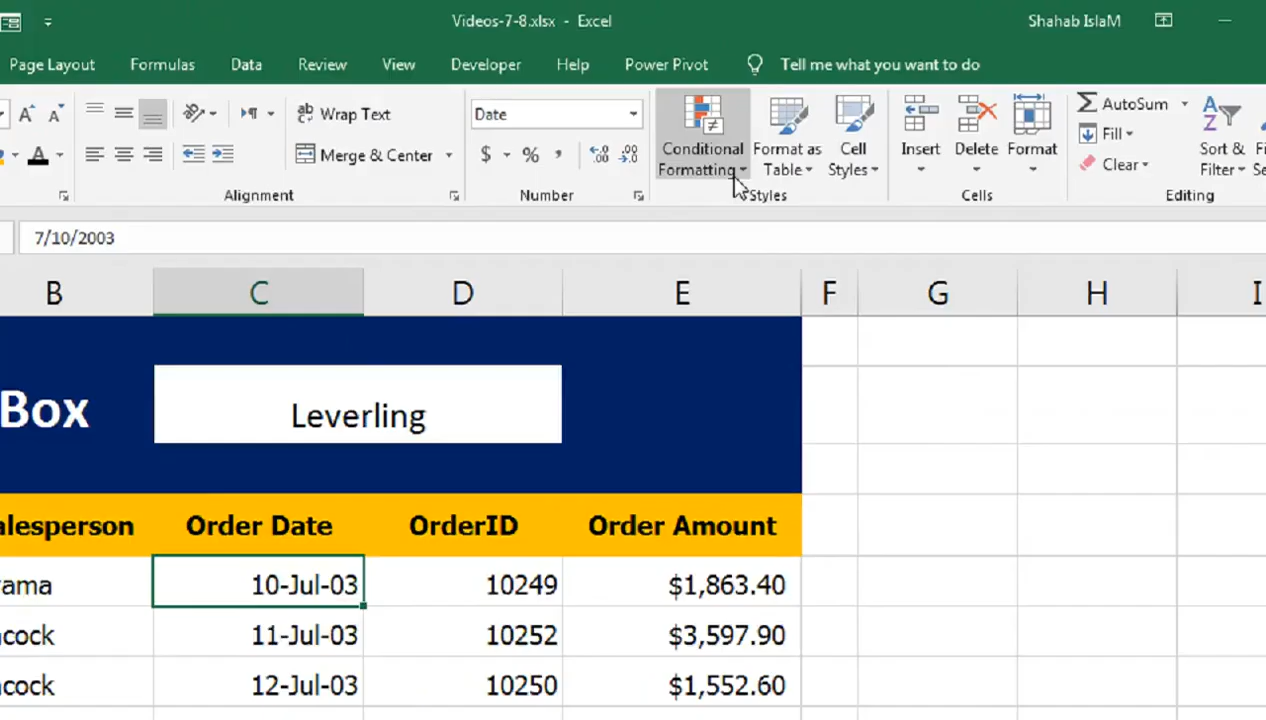 Videos-7-8.xlsx - Excel
Shahab IslaM
Page Layout Formulas Data Review View Developer Help Power Pivot Tell me what you want to do
Wrap Text
Merge & Center
Alignment
Date
$ % ,
Number
Conditional Formatting
Format as Table
Cell Styles
Styles
Insert
Delete
Format
Cells
AutoSum
Fill
Clear
Sort & Filter
Editing
7/10/2003
B C D E F G H I
Box Leverling
alesperson Order Date OrderID Order Amount
ama 10-Jul-03 10249 $1,863.40
cock 11-Jul-03 10252 $3,597.90
cock 12-Jul-03 10250 $1,552.60